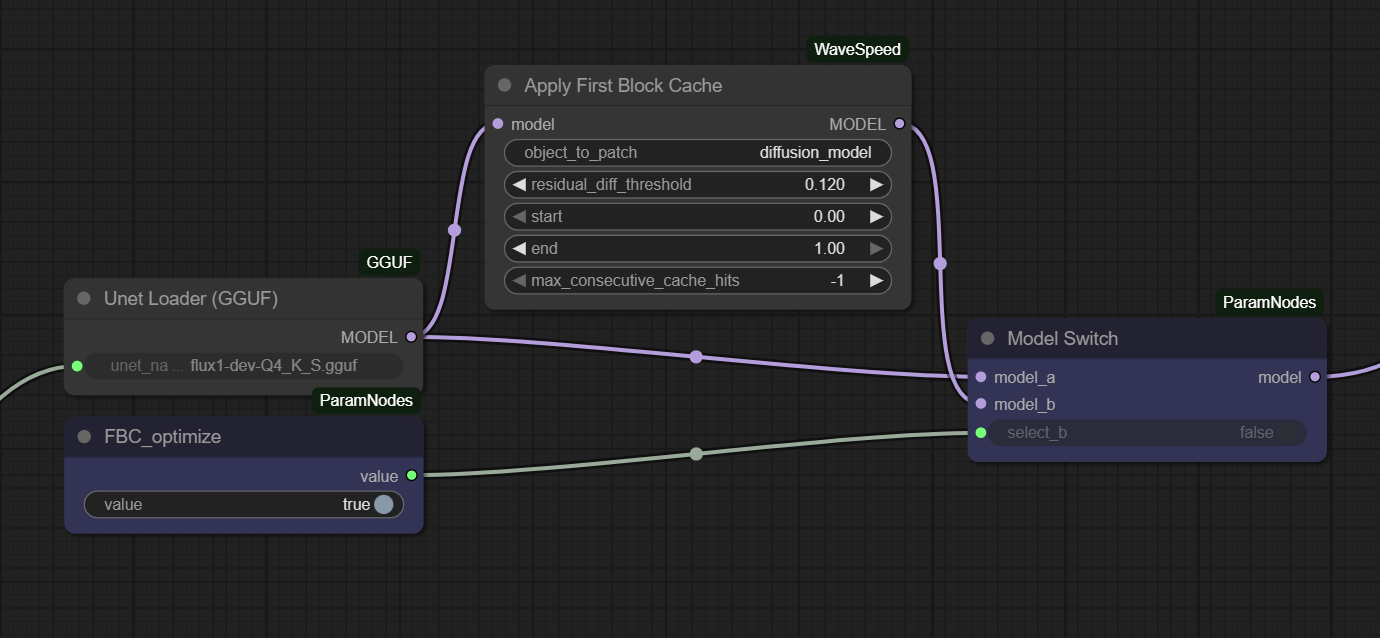 WaveSpeed
Apply First Block Cache
model MODEL
object_to_patch diffusion_model
residual_diff_threshold 0.120
start 0.00
end 1.00
max_consecutive_cache_hits -1
GGUF
Unet Loader (GGUF)
MODEL
unet_na ... flux1-dev-Q4_K_S.gguf
ParamNodes
FBC_optimize
value
value true
ParamNodes
Model Switch
model_a model
model_b
select_b false